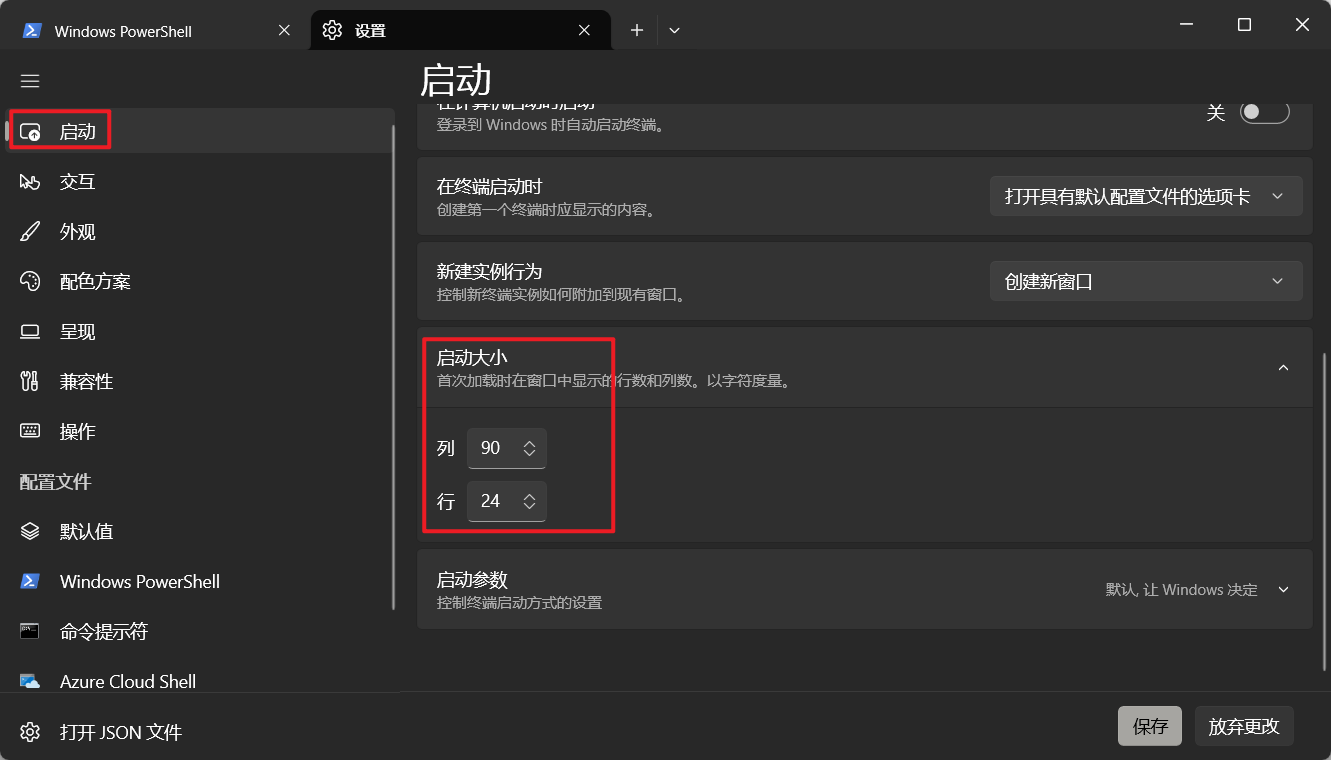 Windows PowerShell
设置
启动
交互
外观
配色方案
呈现
兼容性
操作
配置文件
默认值
Windows PowerShell
命令提示符
Azure Cloud Shell
打开 JSON 文件
启动
在计算机启动时启动
登录到 Windows 时自动启动终端。
关
在终端启动时
创建第一个终端时应显示的内容。
打开具有默认配置文件的选项卡
新建实例行为
控制新终端实例如何附加到现有窗口。
创建新窗口
启动大小
首次加载时在窗口中显示的行数和列数。以字符度量。
列 90
行 24
启动参数
控制终端启动方式的设置
默认, 让 Windows 决定
保存
放弃更改